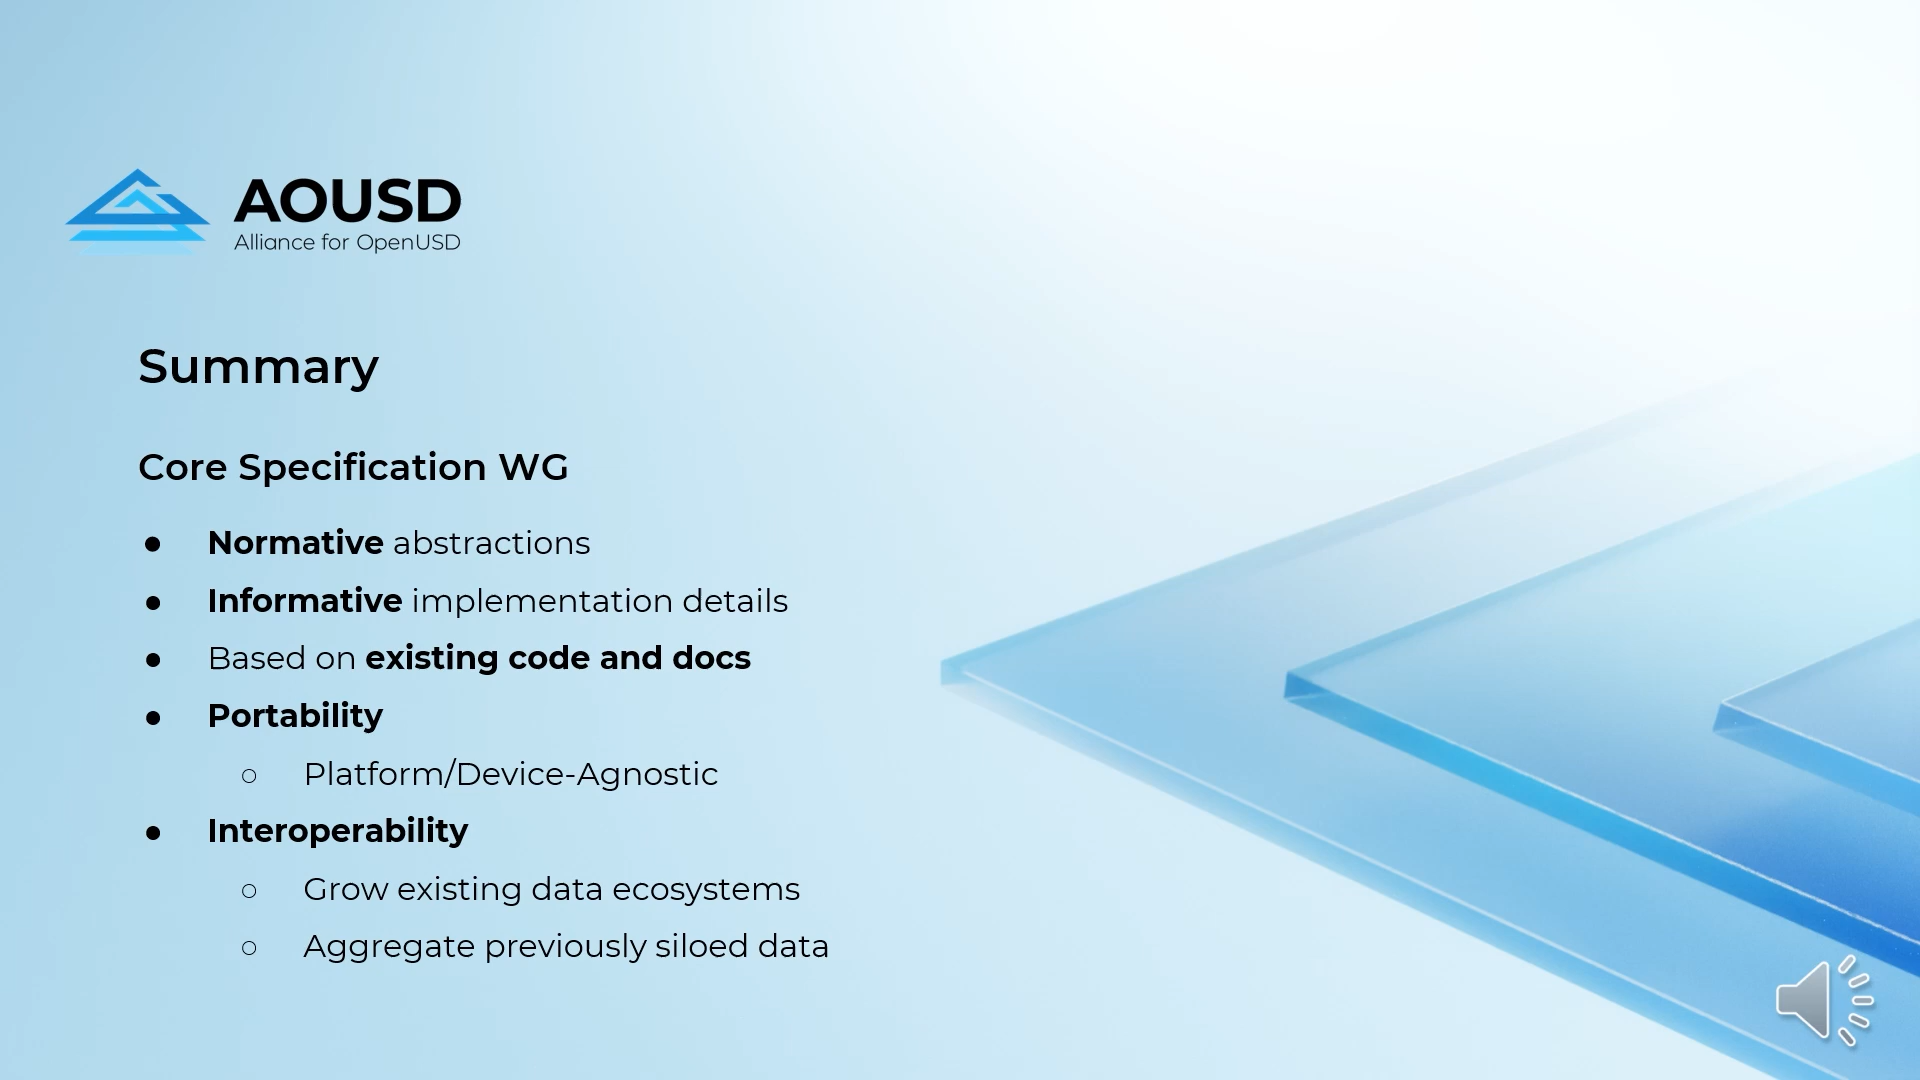 AOUSD
Alliance for OpenUSD
Summary
Core Specification WG
● Normative abstractions
● Informative implementation details
● Based on existing code and docs
● Portability
○ Platform/Device-Agnostic
● Interoperability
○ Grow existing data ecosystems
○ Aggregate previously siloed data